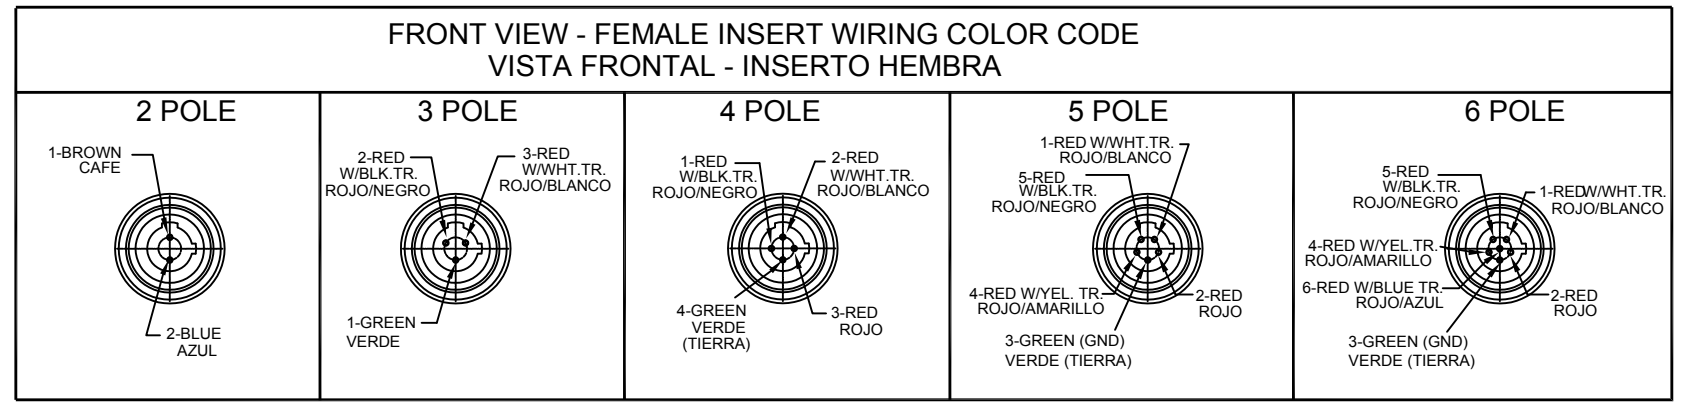 FRONT VIEW - FEMALE INSERT WIRING COLOR CODE
VISTA FRONTAL - INSERTO HEMBRA
2 POLE
1-BROWN
CAFE
2-BLUE
AZUL
3 POLE
2-RED
W/BLK.TR.
ROJO/NEGRO
3-RED
W/WHT.TR.
ROJO/BLANCO
1-GREEN
VERDE
4 POLE
1-RED
W/BLK.TR.
ROJO/NEGRO
2-RED
W/WHT.TR.
ROJO/BLANCO
4-GREEN
VERDE
(TIERRA)
3-RED
ROJO
5 POLE
1-RED W/WHT.TR.
ROJO/BLANCO
5-RED
W/BLK.TR.
ROJO/NEGRO
4-RED W/YEL. TR.
ROJO/AMARILLO
2-RED
ROJO
3-GREEN (GND)
VERDE (TIERRA)
6 POLE
5-RED
W/BLK.TR.
ROJO/NEGRO
1-REDW/WHT.TR.
ROJO/BLANCO
4-RED W/YEL.TR.
ROJO/AMARILLO
6-RED W/BLUE TR.
ROJO/AZUL
2-RED
ROJO
3-GREEN (GND)
VERDE (TIERRA)